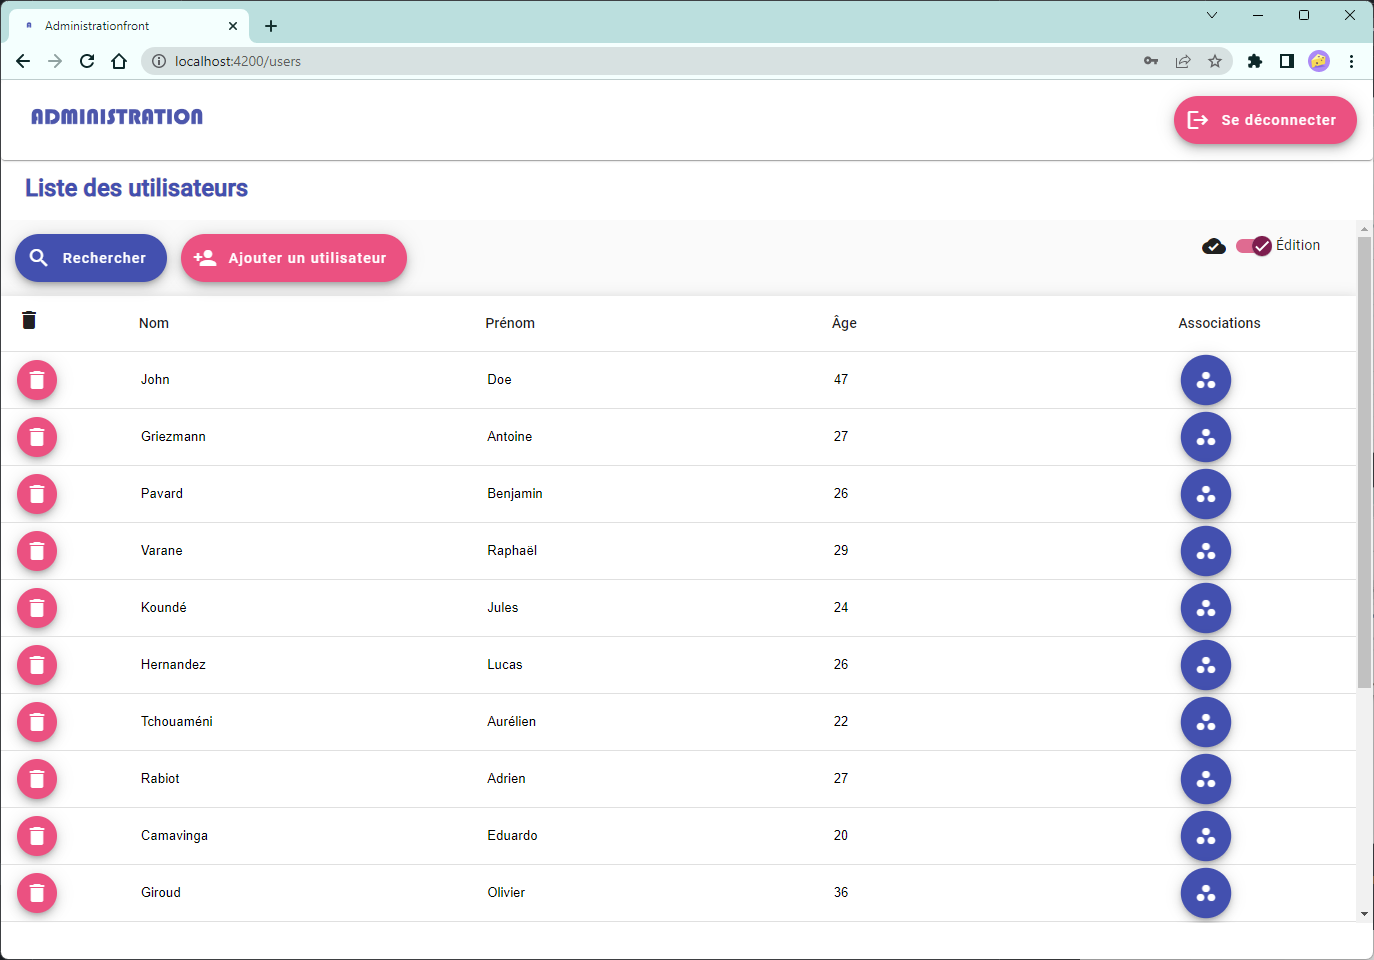 Administrationfront
localhost:4200/users
ADMINISTRATION
Se déconnecter
Liste des utilisateurs
Rechercher
Ajouter un utilisateur
Édition
Nom Prénom Âge Associations
John Doe 47
Griezmann Antoine 27
Pavard Benjamin 26
Varane Raphaël 29
Koundé Jules 24
Hernandez Lucas 26
Tchouaméni Aurélien 22
Rabiot Adrien 27
Camavinga Eduardo 20
Giroud Olivier 36